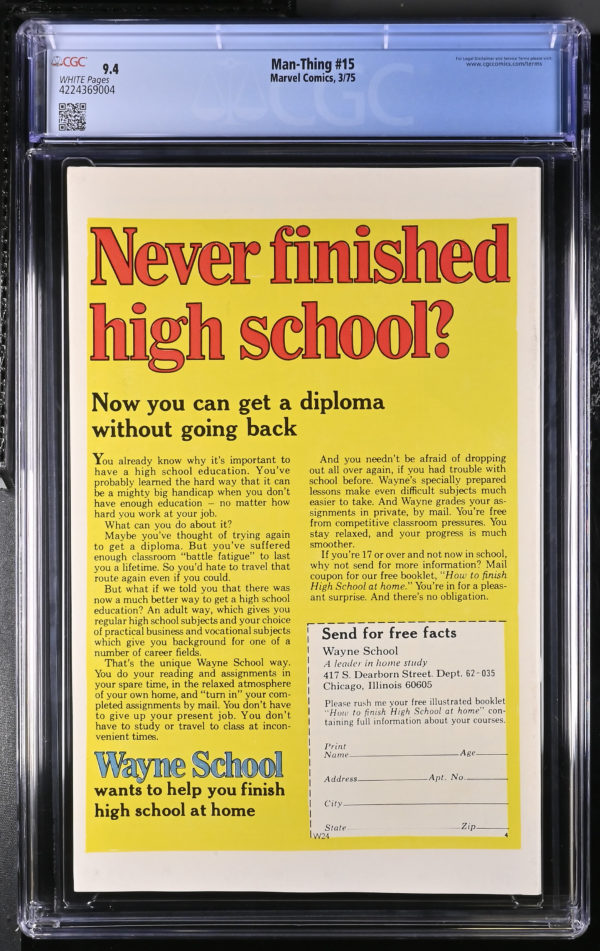 CGC
9.4
WHITE Pages
4224369004
Man-Thing #15
Marvel Comics, 3/75
For Legal Disclaimer and Service Terms please visit:
www.cgccomics.com/terms
CGC
Never finished
high school?
Now you can get a diploma
without going back
You already know why it's important to
have a high school education. You've
probably learned the hard way that it can
be a mighty big handicap when you don't
have enough education – no matter how
hard you work at your job.
What can you do about it?
Maybe you've thought of trying again
to get a diploma. But you've suffered
enough classroom "battle fatigue" to last
you a lifetime. So you'd hate to travel that
route again even if you could.
But what if we told you that there was
now a much better way to get a high school
education? An adult way, which gives you
regular high school subjects and your choice
of practical business and vocational subjects
which give you background for one of a
number of career fields.
That's the unique Wayne School way.
You do your reading and assignments in
your spare time, in the relaxed atmosphere
of your own home, and "turn in" your com-
pleted assignments by mail. You don't have
to give up your present job. You don't
have to study or travel to class at incon-
venient times.
Wayne School
wants to help you finish
high school at home
And you needn't be afraid of dropping
out all over again, if you had trouble with
school before. Wayne's specially prepared
lessons make even difficult subjects much
easier to take. And Wayne grades your as-
signments in private, by mail. You're free
from competitive classroom pressures. You
stay relaxed, and your progress is much
smoother.
If you're 17 or over and not now in school,
why not send for more information? Mail
coupon for our free booklet, "How to finish
High School at home." You're in for a pleas-
ant surprise. And there's no obligation.
Send for free facts
Wayne School
A leader in home study
417 S. Dearborn Street. Dept. 62-035
Chicago, Illinois 60605
Please rush me your free illustrated booklet
"How to finish High School at home" con-
taining full information about your courses.
Print
Name Age
Address Apt. No.
City
State Zip
W24 4